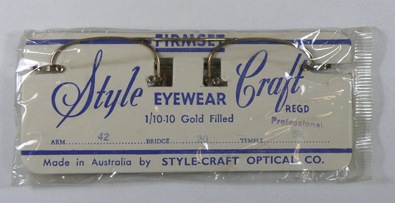 FIRMSET
Style Craft
EYEWEAR
REGD
1/10-10 Gold Filled
Professional
ARM 42 BRIDGE 20 TEMPLE
Made in Australia by STYLE-CRAFT OPTICAL CO.